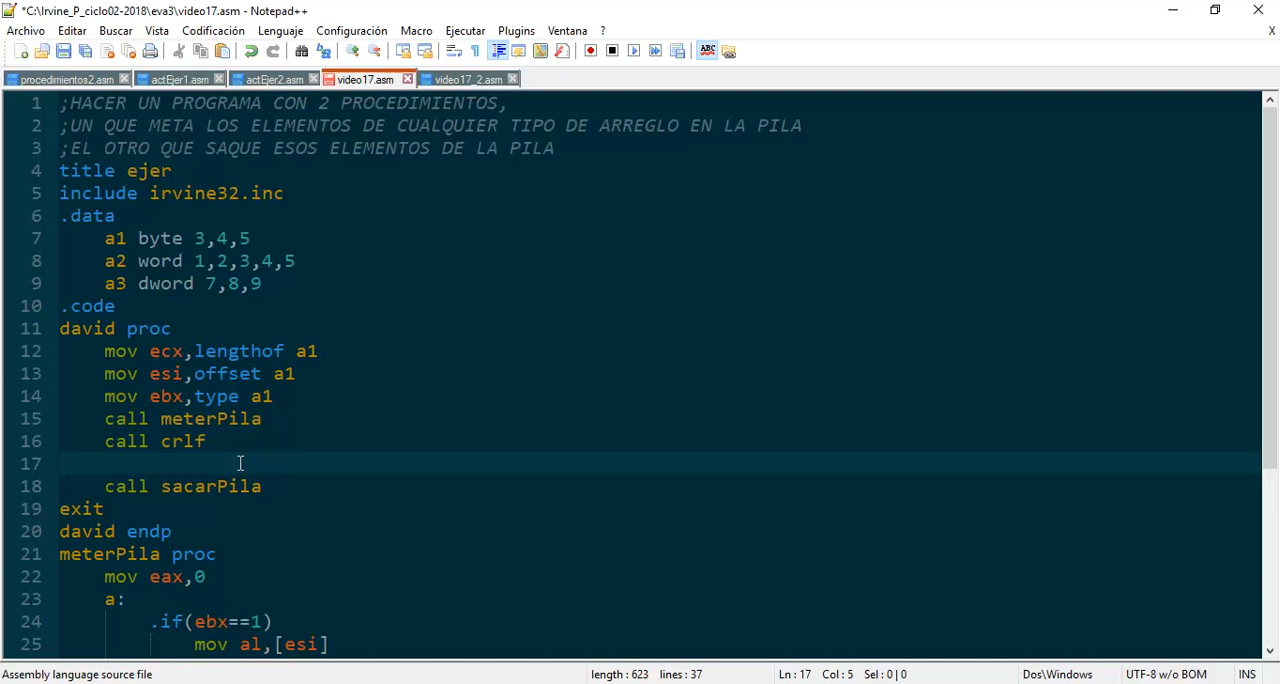 *C:\Irvine_P_ciclo02-2018\eva3\video17.asm - Notepad++
Archivo Editar Buscar Vista Codificación Lenguaje Configuración Macro Ejecutar Plugins Ventana ? X
procedimientos2.asm actEjer1.asm actEjer2.asm video17.asm video17_2.asm
1 ;HACER UN PROGRAMA CON 2 PROCEDIMIENTOS,
2 ;UN QUE META LOS ELEMENTOS DE CUALQUIER TIPO DE ARREGLO EN LA PILA
3 ;EL OTRO QUE SAQUE ESOS ELEMENTOS DE LA PILA
4 title ejer
5 include irvine32.inc
6 .data
7 a1 byte 3,4,5
8 a2 word 1,2,3,4,5
9 a3 dword 7,8,9
10 .code
11 david proc
12 mov ecx,lengthof a1
13 mov esi,offset a1
14 mov ebx,type a1
15 call meterPila
16 call crlf
17
18 call sacarPila
19 exit
20 david endp
21 meterPila proc
22 mov eax,0
23 a:
24 .if(ebx==1)
25 mov al,[esi]
Assembly language source file length : 623 lines : 37 Ln : 17 Col : 5 Sel : 0 | 0 Dos\Windows UTF-8 w/o BOM INS